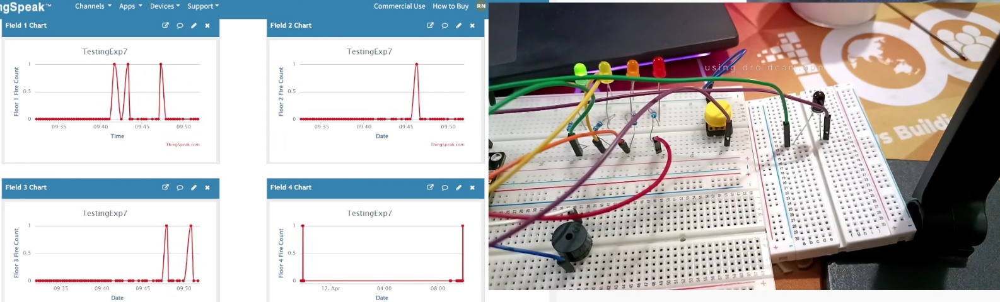 ngSpeak™
Channels Apps Devices Support
Commercial Use How to Buy RN
Field 1 Chart
TestingExp7
Floor 1 Fire Count
1
0.5
0
09:35 09:40 09:45 09:50
Time
ThingSpeak.com
Field 2 Chart
TestingExp7
Floor 2 Fire Count
1
0.5
0
09:35 09:40 09:45 09:50
Date
ThingSpeak.com
Field 3 Chart
TestingExp7
Floor 3 Fire Count
1
0.5
0
09:35 09:40 09:45 09:50
Date
Field 4 Chart
TestingExp7
Floor 4 Fire Count
1
0.5
0
12. Apr 04:00 08:00
Date
using droidcam app
s Buildi